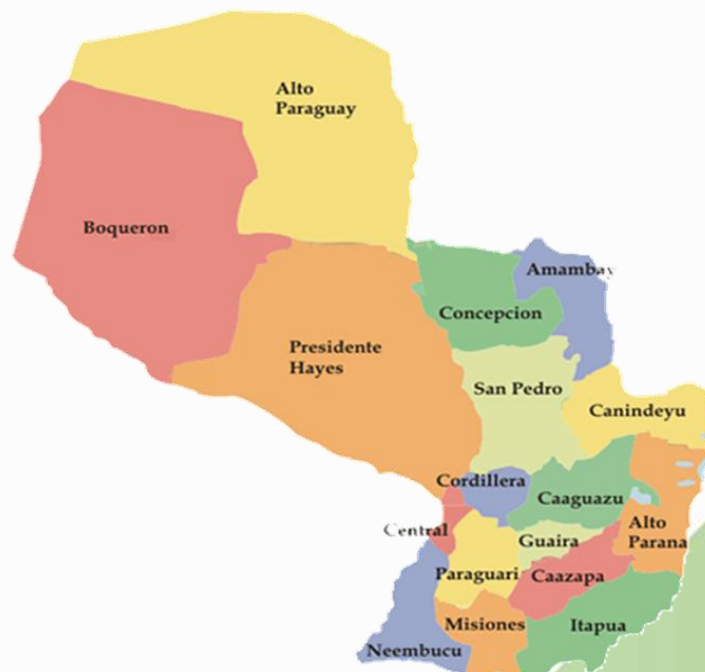 Alto
Paraguay
Boqueron
Amambay
Concepcion
Presidente
Hayes
San Pedro
Canindeyu
Cordillera
Caaguazu
Central
Alto
Parana
Guaira
Paraguari
Caazapa
Misiones
Itapua
Neembucu